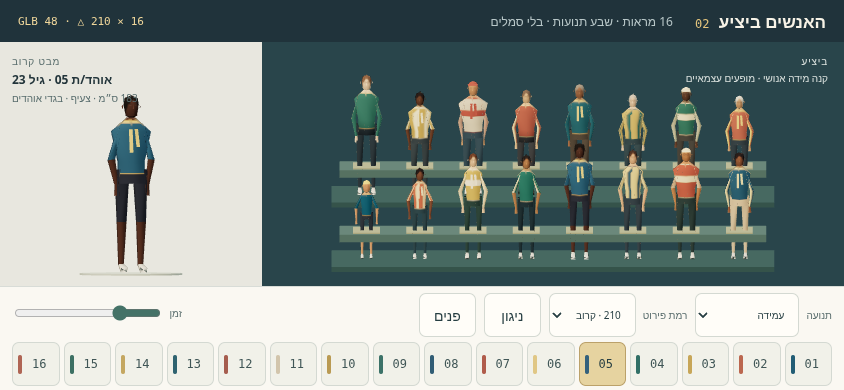 האנשים ביציע 02
16 מראות · שבע תנועות · בלי סמלים
GLB 48 · △ 210 × 16
ביציע
קנה מידה אנושי · מופעים עצמאיים
מבט קרוב
אוהד/ת 05 · גיל 23
183 ס״מ · צעיף · בגדי אוהדים
תנועה
עמידה
רמת פירוט
210 · קרוב
ניגון
פנים
זמן
01 02 03 04 05 06 07 08 09 10 11 12 13 14 15 16